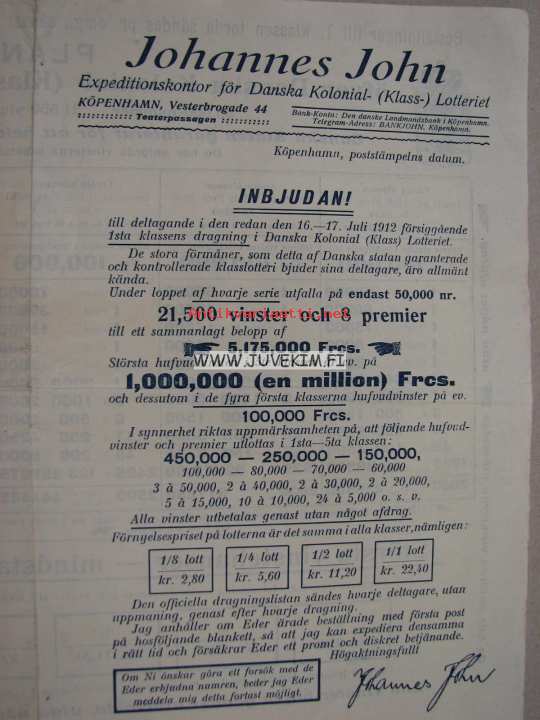 Johannes John
Expeditionskontor för Danska Kolonial- (Klass-) Lotteriet
KÖPENHAMN, Vesterbrogade 44
Teaterpassagen
Bank-Konto: Den danske Landmandsbank i Köpenhamn.
Telegram-Adress: BANKJOHN, Köpenhamn.
Köpenhamn, poststämpelns datum.
INBJUDAN!
till deltagande i den redan den 16.—17. Juli 1912 försiggående
1sta klassens dragning i Danska Kolonial (Klass) Lotteriet.
De stora förmåner, som detta af Danska statan garanterade
och kontrollerade klasslotteri bjuder sina deltagare, äro allmänt
kända.
Under loppet af hvarje serie utfalla på endast 50,000 nr.
21,500 vinster och 8 premier
till ett sammanlagt belopp af
5,175,000 Frcs.
WWW.JUVEKIM.FI
Största ev. på
1,000,000 (en million) Frcs.
och dessutom i de fyra första klasserna hufvudvinster på ev.
100,000 Frcs.
I synnerhet riktas uppmärksamheten på, att följande hufvud-
vinster och premier utlottas i 1sta—5ta klassen:
450,000 — 250,000 — 150,000,
100,000 — 80,000 — 70,000 — 60,000
3 à 50,000, 2 à 40,000, 2 à 30,000, 2 à 20,000,
5 à 15,000, 10 à 10,000, 24 à 5,000 o. s. v.
Alla vinster utbetalas genast utan något afdrag.
Förnyelsespriset på lotterna är det samma i alla klasser, nämligen:
1/8 lott 1/4 lott 1/2 lott 1/1 lott
kr. 2,80 kr. 5,60 kr. 11,20 kr. 22,40
Den officiella dragningslistan sändes hvarje deltagare, utan
uppmaning, genast efter hvarje dragning.
Jag anhåller om Eder ärade beställning med första post
på hosföljande blankett, så att jag kan expediera densamma
i rätt tid och försäkrar Eder ett promt och diskret betjenande.
Högaktningsfullt
Om Ni önskar göra ett forsök med de
Eder erbjudna numren, beder jag Eder
meddela mig detta fortast möjligt.
Johannes John